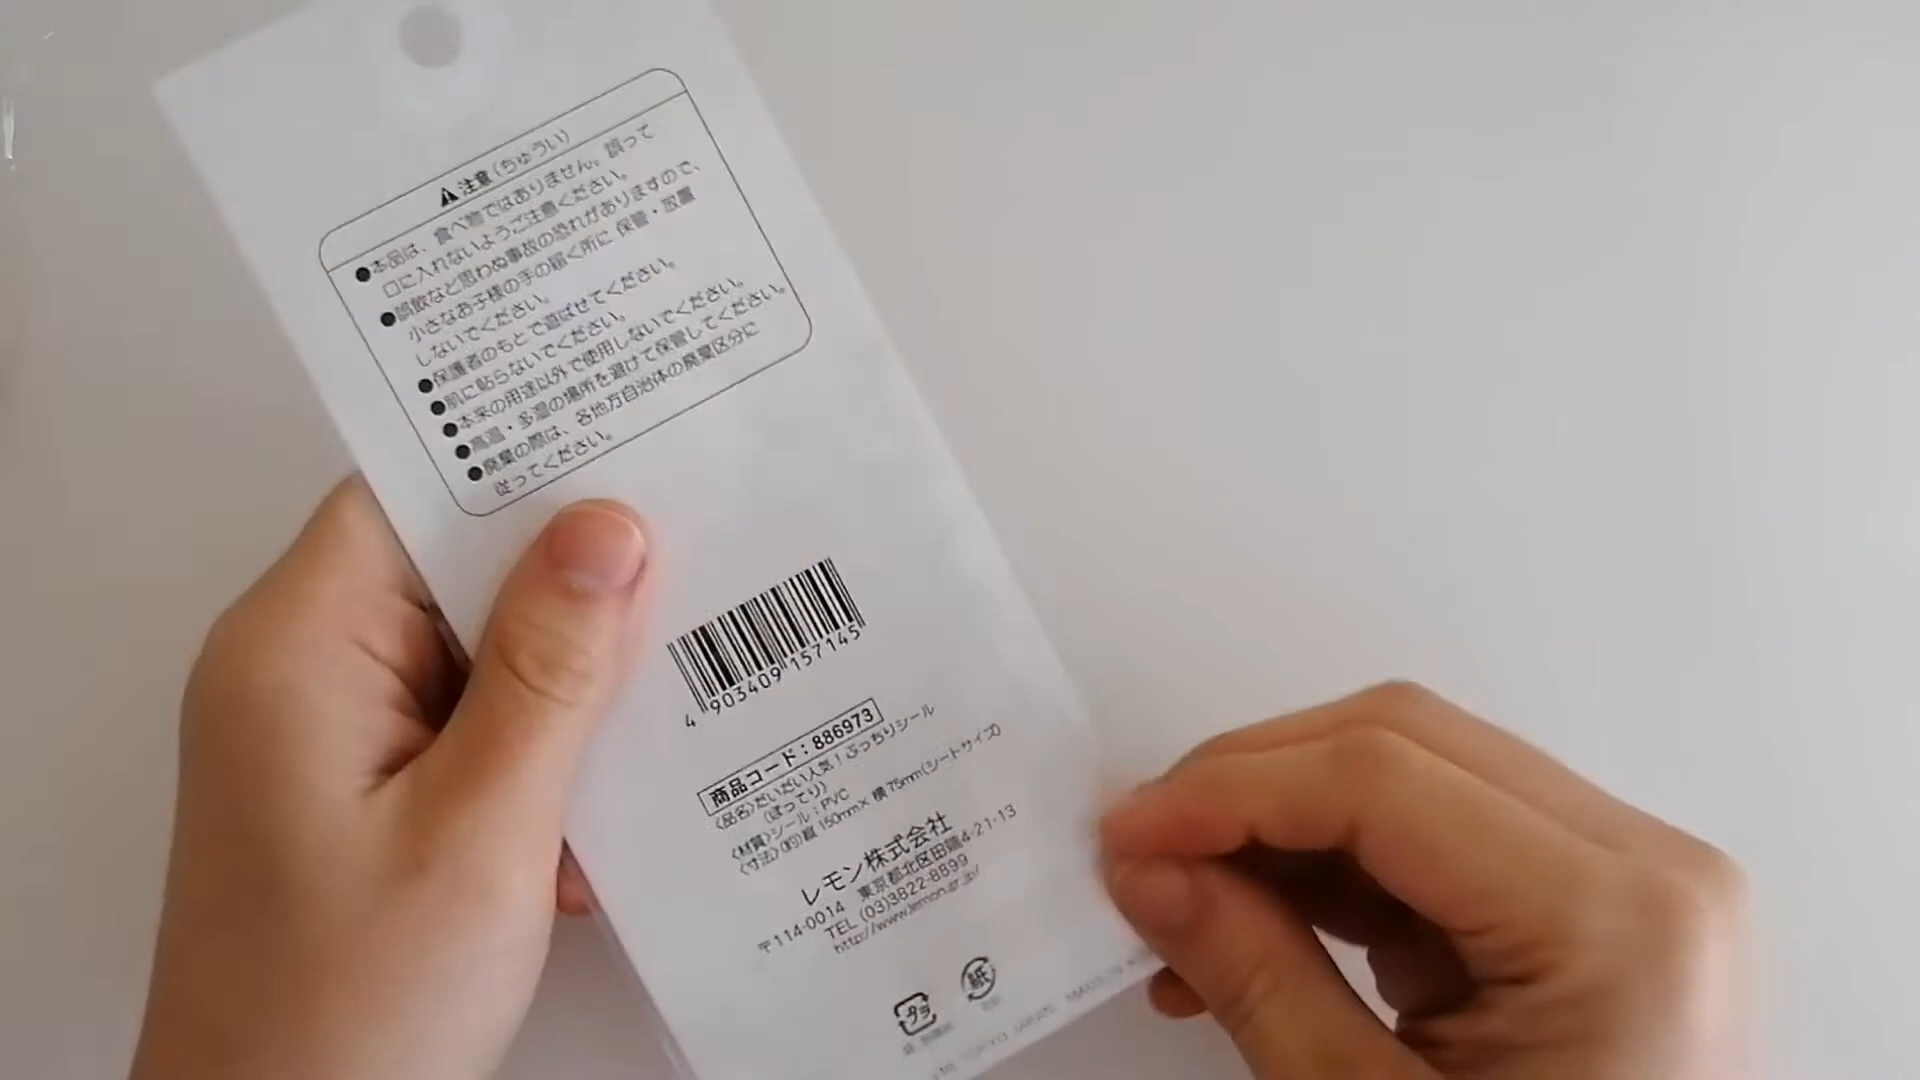 ⚠注意(ちゅうい)
●本品は、食べ物ではありません。誤って
口に入れないようご注意ください。
●誤飲など思わぬ事故の恐れがありますので、
小さなお子様の手の届く所に 保管・放置
しないでください。
●保護者のもとで遊ばせてください。
●肌に貼らないでください。
●本来の用途以外で使用しないでください。
●高温・多湿の場所を避けて保管してください。
●廃棄の際は、各地方自治体の廃棄区分に
従ってください。
4 903409 157145
商品コード:886973
〈品名〉だいだい人気!ぷっちりシール
(ぽってり)
〈材質〉シール:PVC
〈寸法〉(約)縦 150mm× 横 75mm(シートサイズ)
レモン株式会社
〒114-0014 東京都北区田端4-21-13
TEL (03)3822-8899
http://www.lemon.gr.jp/
プラ
紙